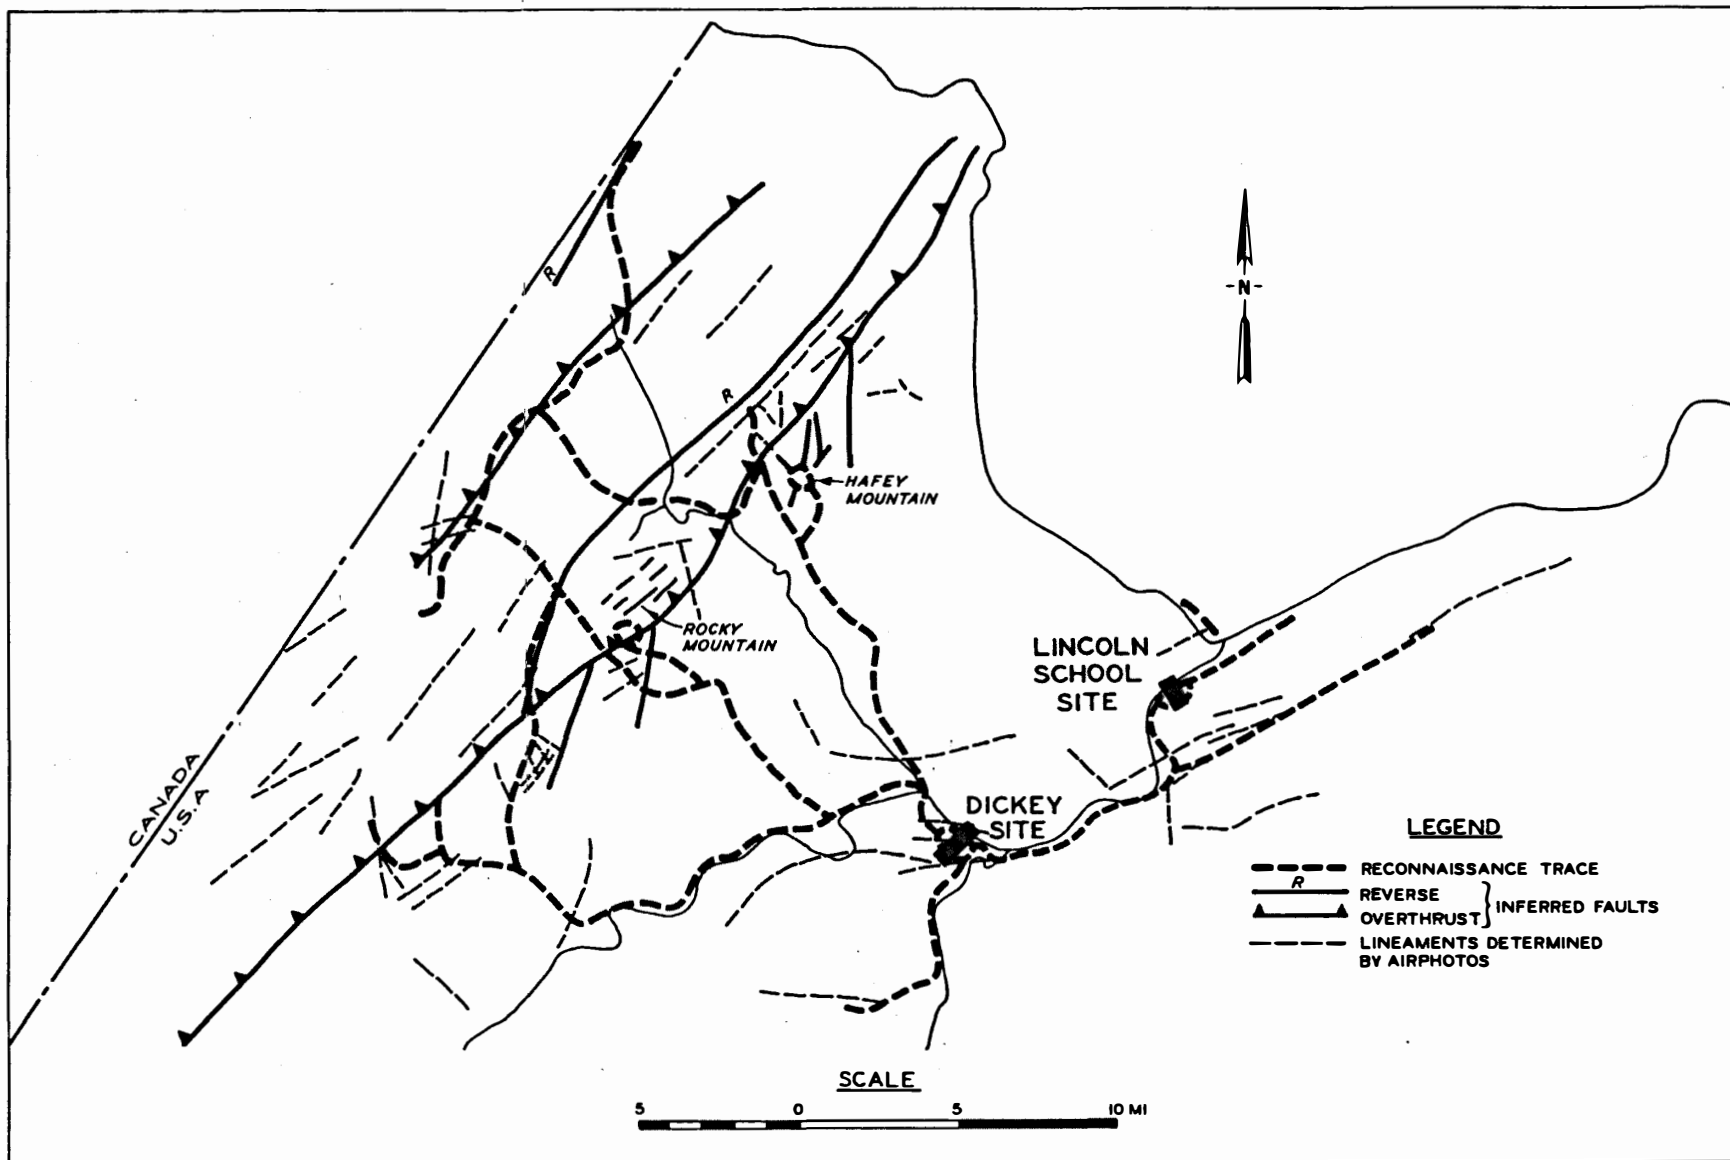 R
N
R
HAFEY
MOUNTAIN
ROCKY
MOUNTAIN
LINCOLN
SCHOOL
SITE
CANADA
U.S.A
DICKEY
SITE
LEGEND
RECONNAISSANCE TRACE
R
REVERSE
OVERTHRUST
INFERRED FAULTS
LINEAMENTS DETERMINED
BY AIRPHOTOS
SCALE
5 0 5 10 MI